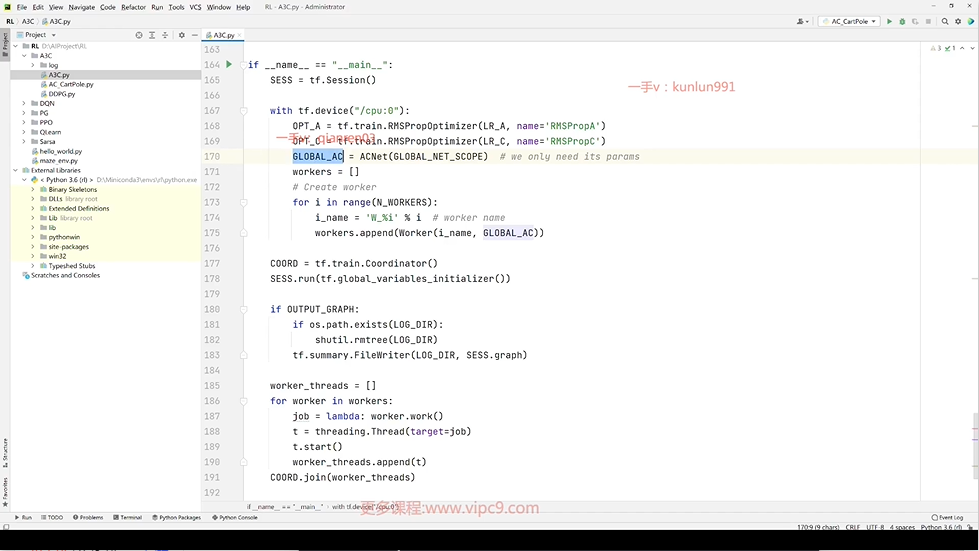 File Edit View Navigate Code Refactor Run Tools VCS Window Help RL - A3C.py - Administrator
RL A3C A3C.py AC_CartPole
Project A3C.py
RL D:\AIProject\RL
A3C
log
A3C.py
AC_CartPole.py
DDPG.py
DQN
PG
PPO
QLearn
Sarsa
hello_world.py
maze_env.py
External Libraries
< Python 3.6 (rl) > D:\Miniconda3\envs\rl\python.exe
Binary Skeletons
DLLs library root
Extended Definitions
Lib library root
lib
pythonwin
site-packages
win32
Typeshed Stubs
Scratches and Consoles
Project
Structure
Favorites
3 1
163
164 if __name__ == "__main__":
165 SESS = tf.Session()
一手v：kunlun991
166
167 with tf.device("/cpu:0"):
168 OPT_A = tf.train.RMSPropOptimizer(LR_A, name='RMSPropA')
一手v：qianren03
169 OPT_C = tf.train.RMSPropOptimizer(LR_C, name='RMSPropC')
170 GLOBAL_AC = ACNet(GLOBAL_NET_SCOPE) # we only need its params
171 workers = []
172 # Create worker
173 for i in range(N_WORKERS):
174 i_name = 'W_%i' % i # worker name
175 workers.append(Worker(i_name, GLOBAL_AC))
176
177 COORD = tf.train.Coordinator()
178 SESS.run(tf.global_variables_initializer())
179
180 if OUTPUT_GRAPH:
181 if os.path.exists(LOG_DIR):
182 shutil.rmtree(LOG_DIR)
183 tf.summary.FileWriter(LOG_DIR, SESS.graph)
184
185 worker_threads = []
186 for worker in workers:
187 job = lambda: worker.work()
188 t = threading.Thread(target=job)
189 t.start()
190 worker_threads.append(t)
191 COORD.join(worker_threads)
192
if __name__ == "__main__" with tf.device("/cpu:0")
更多课程:www.vipc9.com
Run TODO Problems Terminal Python Packages Python Console Event Log
170:9 (9 chars) CRLF UTF-8 4 spaces Python 3.6 (rl)